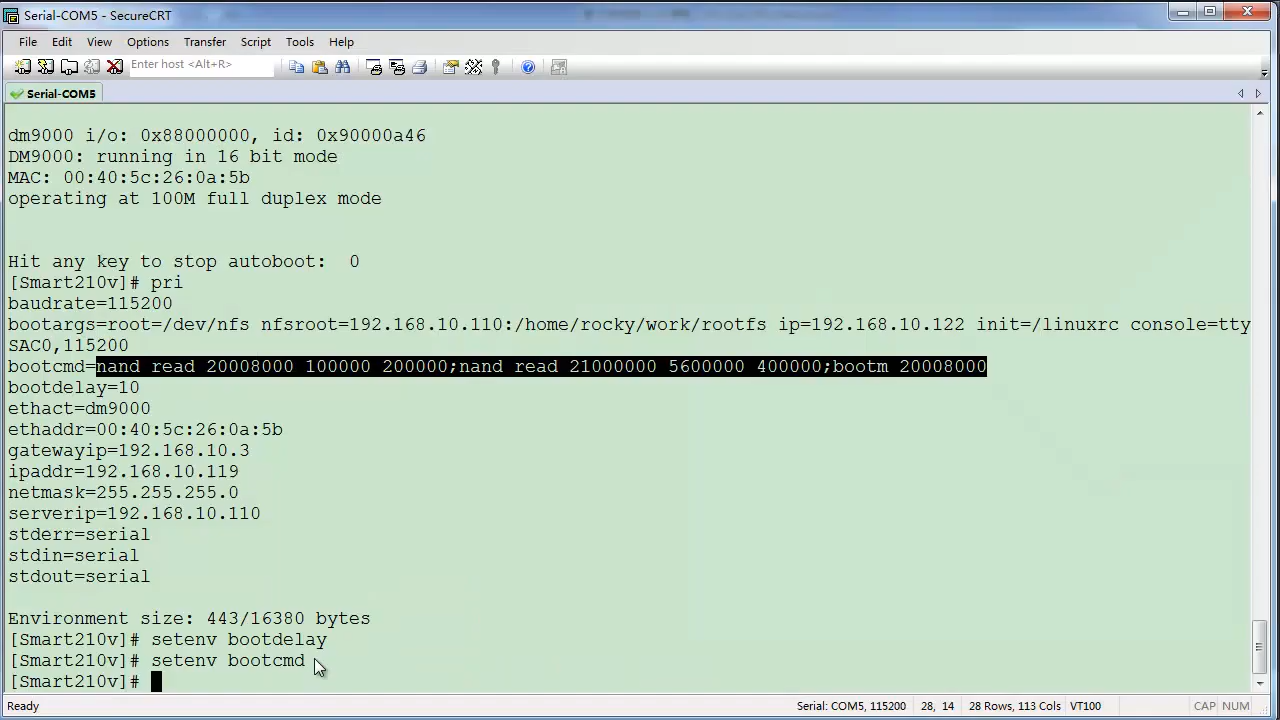 Serial-COM5 - SecureCRT
File Edit View Options Transfer Script Tools Help
Enter host <Alt+R>
Serial-COM5
dm9000 i/o: 0x88000000, id: 0x90000a46
DM9000: running in 16 bit mode
MAC: 00:40:5c:26:0a:5b
operating at 100M full duplex mode
Hit any key to stop autoboot:  0
[Smart210v]# pri
baudrate=115200
bootargs=root=/dev/nfs nfsroot=192.168.10.110:/home/rocky/work/rootfs ip=192.168.10.122 init=/linuxrc console=tty
SAC0,115200
bootcmd=nand read 20008000 100000 200000;nand read 21000000 5600000 400000;bootm 20008000
bootdelay=10
ethact=dm9000
ethaddr=00:40:5c:26:0a:5b
gatewayip=192.168.10.3
ipaddr=192.168.10.119
netmask=255.255.255.0
serverip=192.168.10.110
stderr=serial
stdin=serial
stdout=serial
Environment size: 443/16380 bytes
[Smart210v]# setenv bootdelay
[Smart210v]# setenv bootcmd
[Smart210v]#
Ready Serial: COM5, 115200 28, 14 28 Rows, 113 Cols VT100 CAP NUM